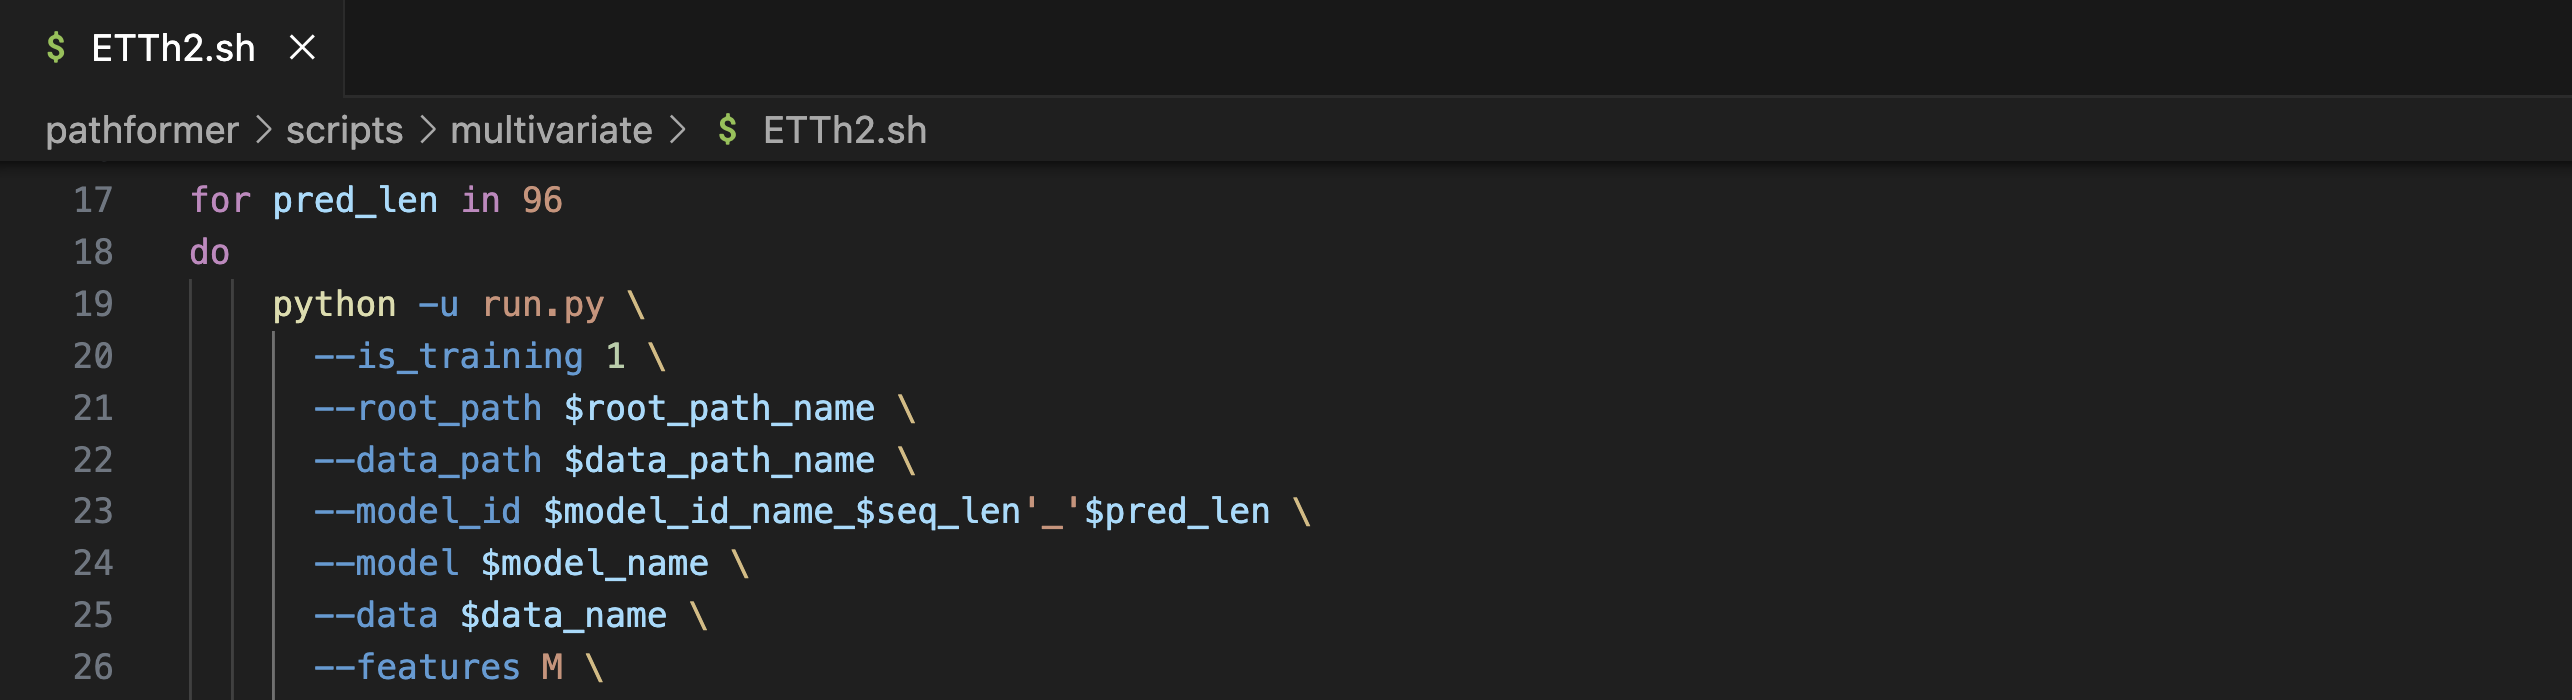 $ ETTh2.sh ×
pathformer > scripts > multivariate > $ ETTh2.sh
17 for pred_len in 96
18 do
19 python -u run.py \
20 --is_training 1 \
21 --root_path $root_path_name \
22 --data_path $data_path_name \
23 --model_id $model_id_name_$seq_len'_'$pred_len \
24 --model $model_name \
25 --data $data_name \
26 --features M \